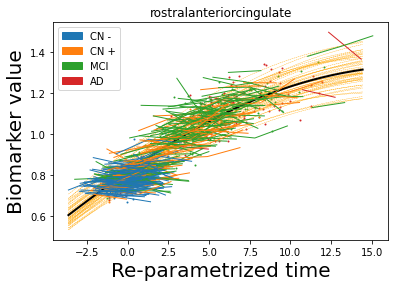 rostralanteriorcingulate
CN -
CN +
MCI
AD
Biomarker value
1.4
1.2
1.0
0.8
0.6
−2.5 0.0 2.5 5.0 7.5 10.0 12.5 15.0
Re-parametrized time